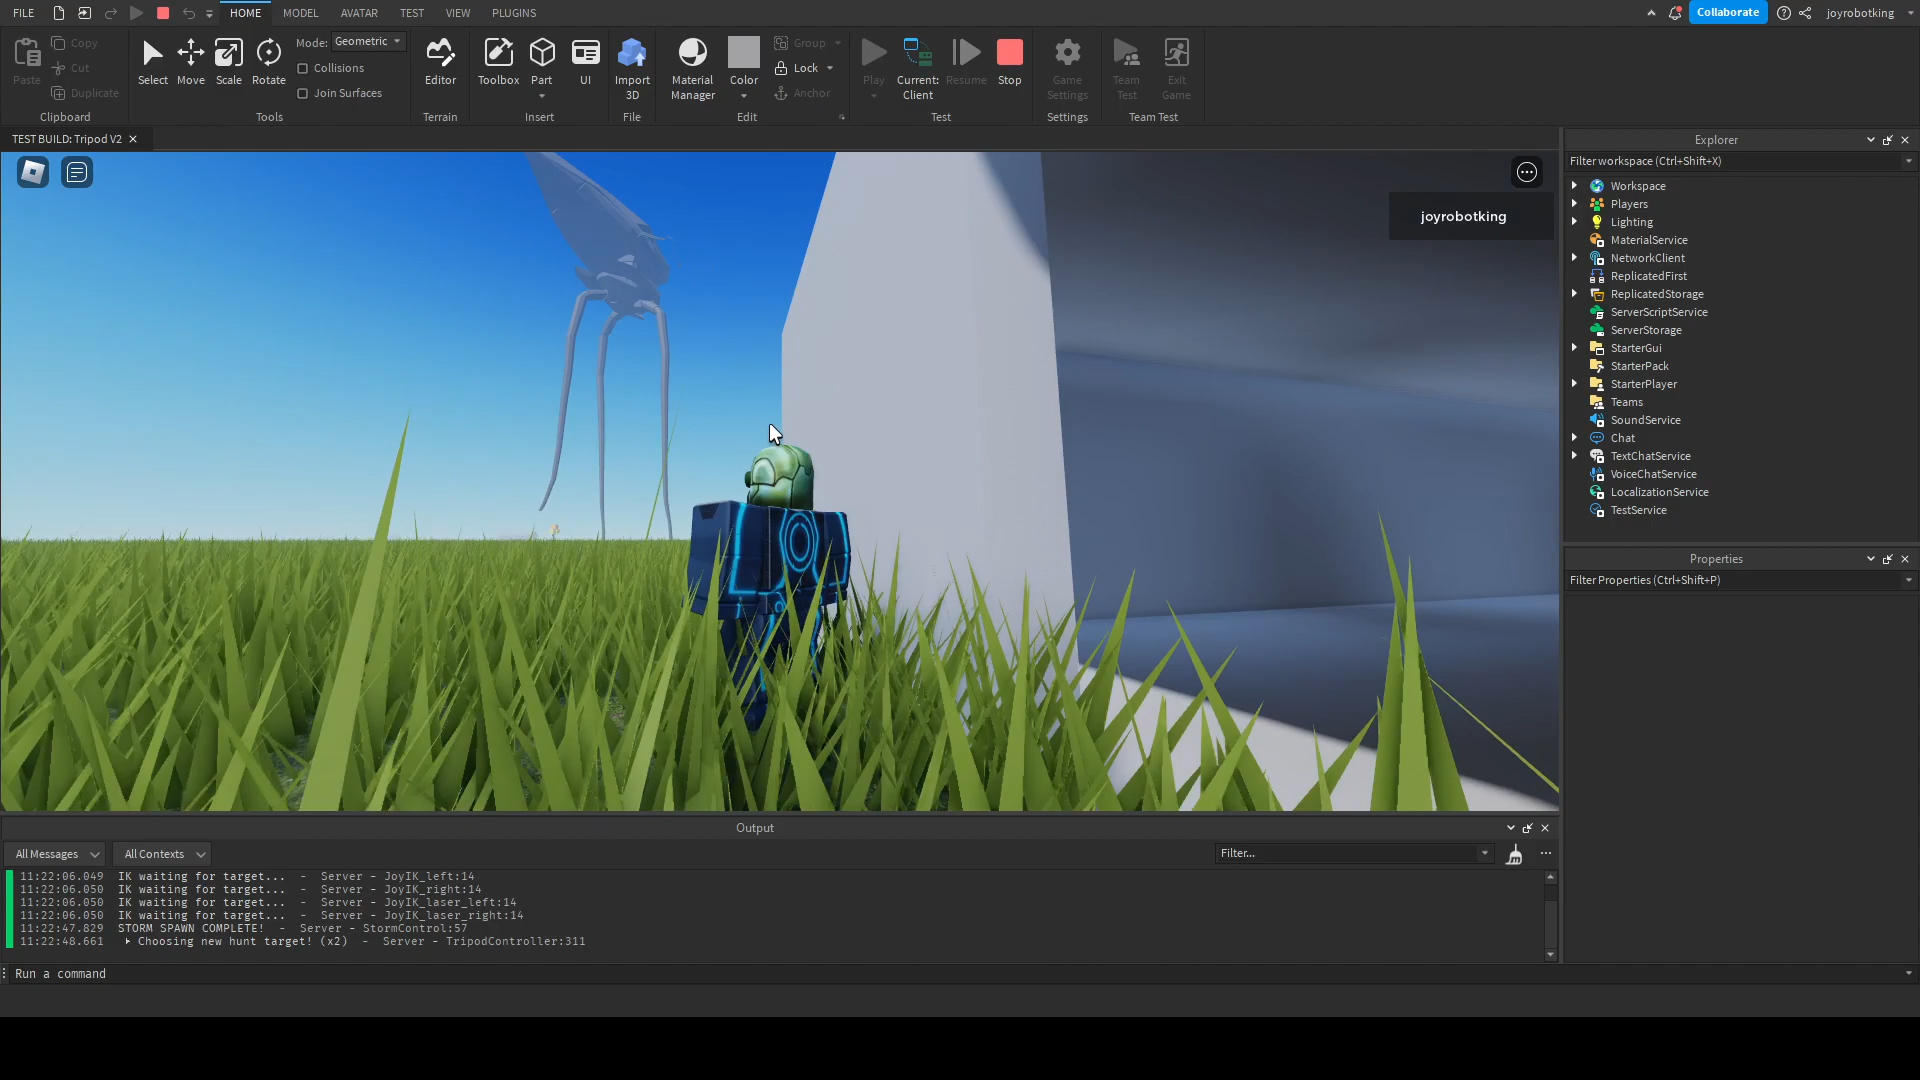 FILE HOME MODEL AVATAR TEST VIEW PLUGINS Collaborate joyrobotking
Paste Copy Cut Duplicate
Clipboard
Select Move Scale Rotate
Mode: Geometric
Collisions
Join Surfaces
Tools
Editor
Terrain
Toolbox Part UI
Insert
Import 3D
File
Material Manager
Color
Group
Lock
Anchor
Edit
Play Current: Client Resume Stop
Test
Game Settings
Settings
Team Test Exit Game
Team Test
TEST BUILD: Tripod V2
joyrobotking
Explorer
Filter workspace (Ctrl+Shift+X)
Workspace
Players
Lighting
MaterialService
NetworkClient
ReplicatedFirst
ReplicatedStorage
ServerScriptService
ServerStorage
StarterGui
StarterPack
StarterPlayer
Teams
SoundService
Chat
TextChatService
VoiceChatService
LocalizationService
TestService
Properties
Filter Properties (Ctrl+Shift+P)
Output
All Messages All Contexts Filter...
11:22:06.049 IK waiting for target... - Server - JoyIK_left:14
11:22:06.050 IK waiting for target... - Server - JoyIK_right:14
11:22:06.050 IK waiting for target... - Server - JoyIK_laser_left:14
11:22:06.050 IK waiting for target... - Server - JoyIK_laser_right:14
11:22:47.829 STORM SPAWN COMPLETE! - Server - StormControl:57
11:22:48.661 Choosing new hunt target! (x2) - Server - TripodController:311
Run a command